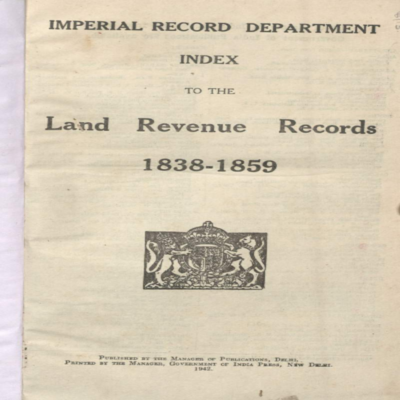 IMPERIAL RECORD DEPARTMENT
INDEX
TO THE
Land Revenue Records
1838-1859
PUBLISHED BY THE MANAGER OF PUBLICATIONS, DELHI.
PRINTED BY THE MANAGER, GOVERNMENT OF INDIA PRESS, NEW DELHI.
1942.